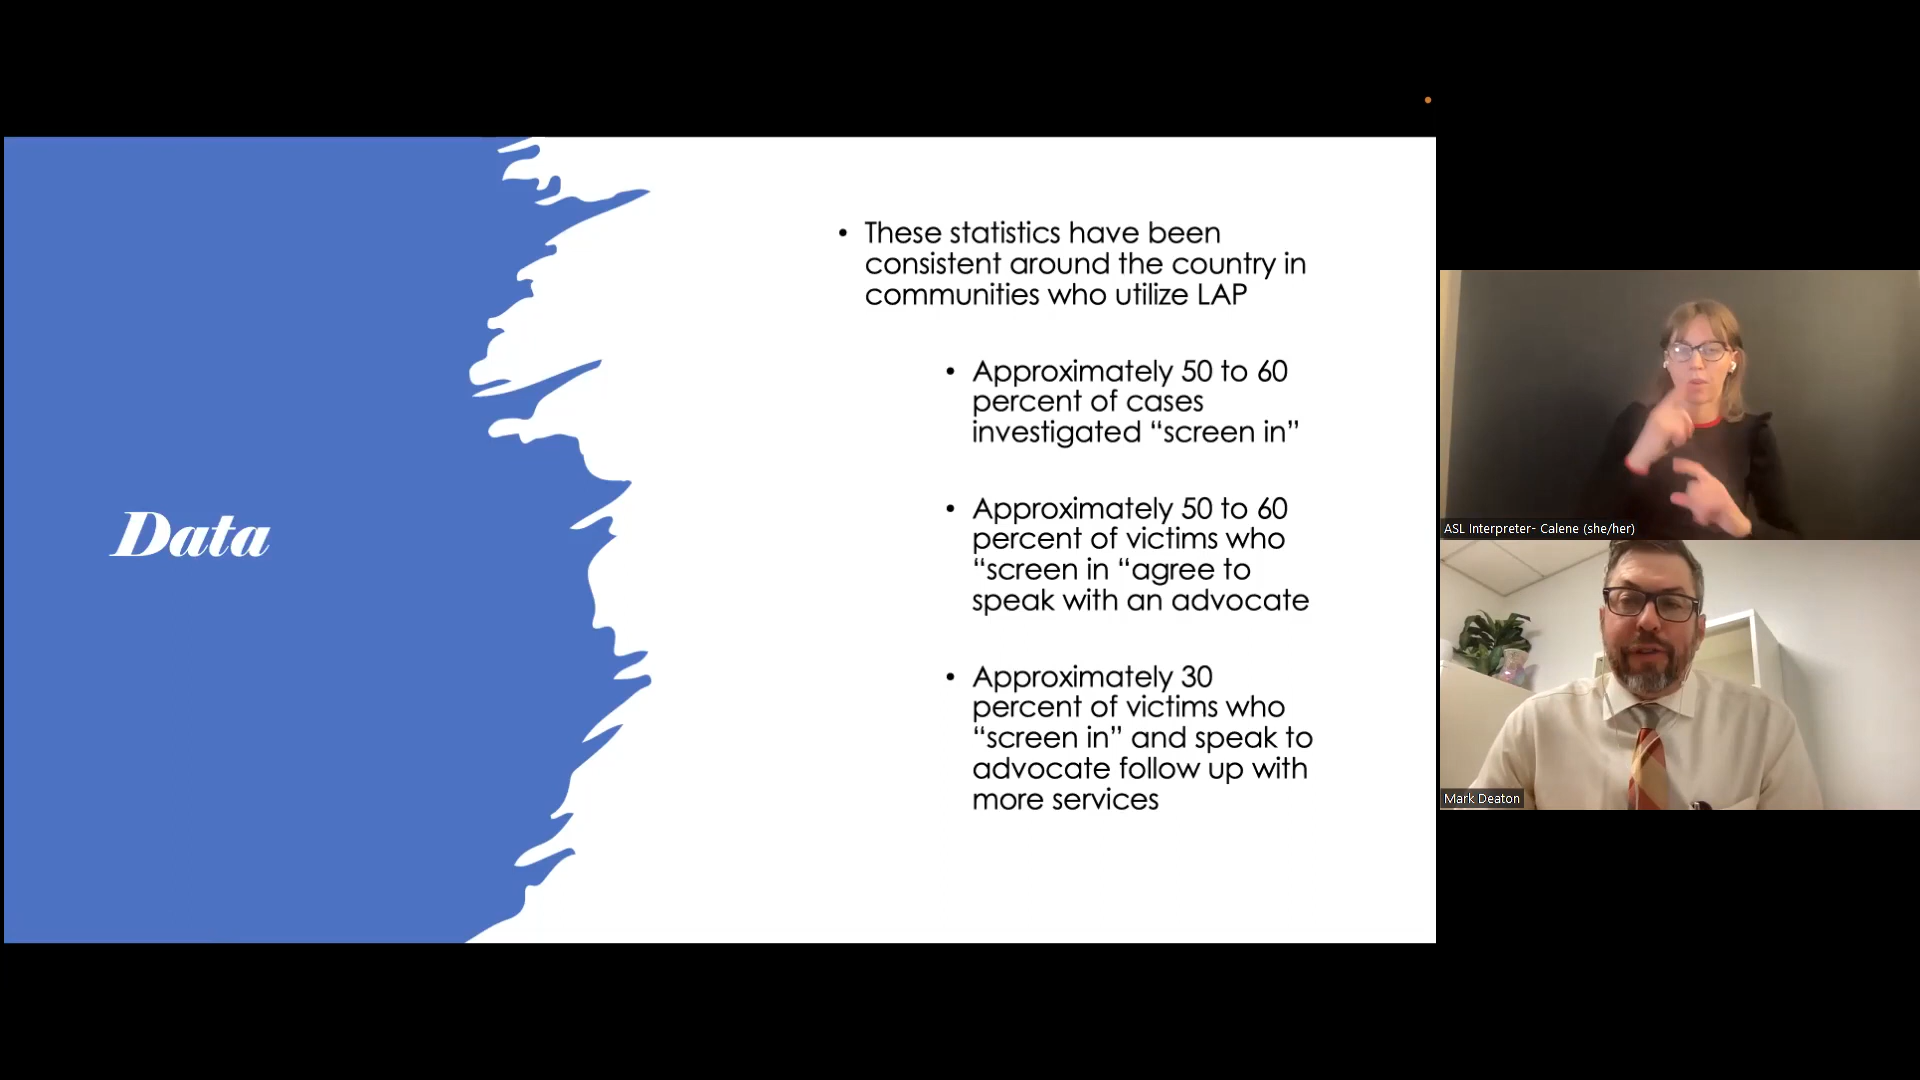 Data
• These statistics have been
consistent around the country in
communities who utilize LAP
• Approximately 50 to 60
percent of cases
investigated “screen in”
• Approximately 50 to 60
percent of victims who
“screen in “agree to
speak with an advocate
• Approximately 30
percent of victims who
“screen in” and speak to
advocate follow up with
more services
ASL Interpreter- Calene (she/her)
Mark Deaton